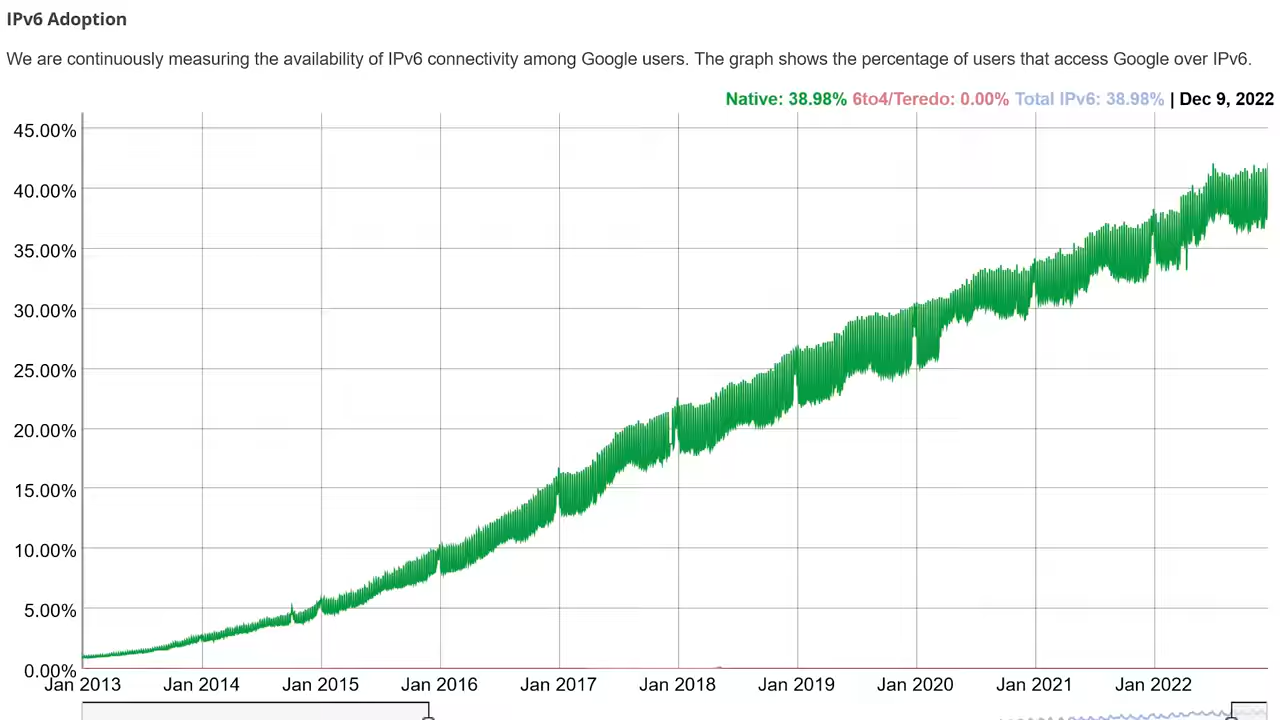 IPv6 Adoption
We are continuously measuring the availability of IPv6 connectivity among Google users. The graph shows the percentage of users that access Google over IPv6.
Native: 38.98% 6to4/Teredo: 0.00% Total IPv6: 38.98% | Dec 9, 2022
45.00%
40.00%
35.00%
30.00%
25.00%
20.00%
15.00%
10.00%
5.00%
0.00%
Jan 2013 Jan 2014 Jan 2015 Jan 2016 Jan 2017 Jan 2018 Jan 2019 Jan 2020 Jan 2021 Jan 2022